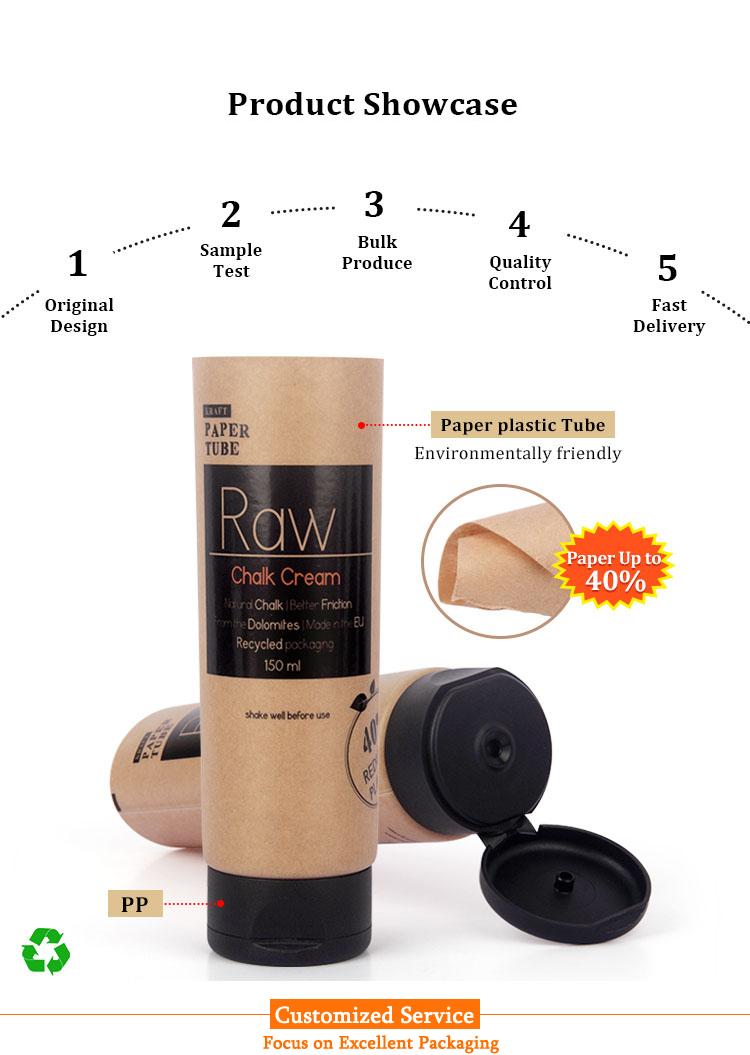 Product Showcase
1
Original
Design
2
Sample
Test
3
Bulk
Produce
4
Quality
Control
5
Fast
Delivery
KRAFT
PAPER
TUBE
Raw
Chalk Cream
Natural Chalk | Better Friction
From the Dolomites | Made in the EU
Recycled packaging
150 ml
shake well before use
Paper plastic Tube
Environmentally friendly
Paper Up to
40%
KRAFT
PAPER
TUBE
PP
Customized Service
Focus on Excellent Packaging